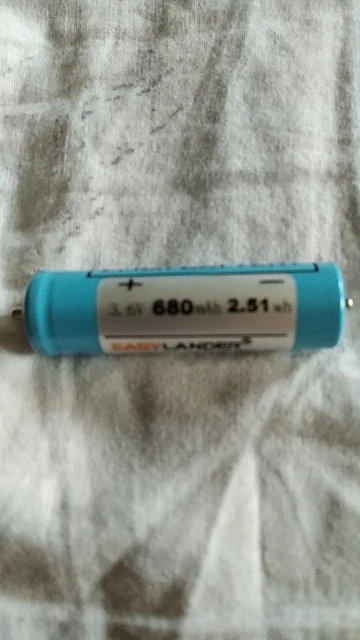 + −
3.6V 680mAh 2.51wh
EASYLANDER®